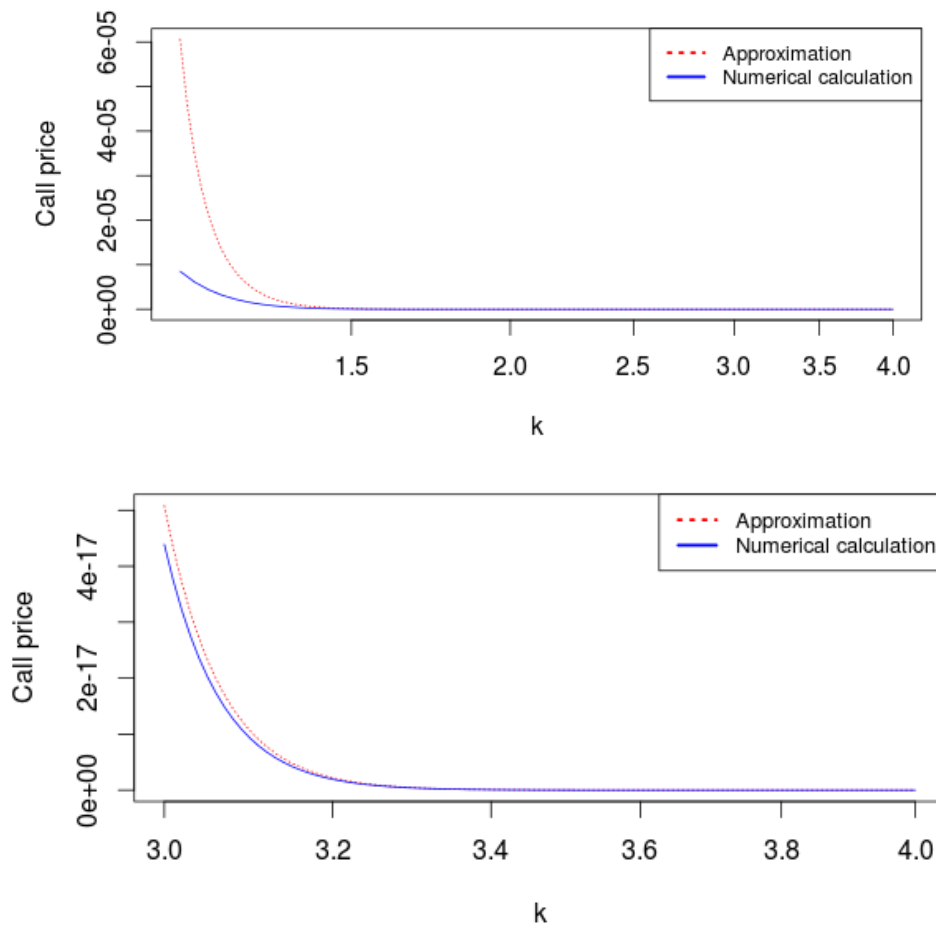 Approximation
Numerical calculation
Call price
0e+00 2e-05 4e-05 6e-05
1.5 2.0 2.5 3.0 3.5 4.0
k
Approximation
Numerical calculation
Call price
0e+00 2e-17 4e-17
3.0 3.2 3.4 3.6 3.8 4.0
k